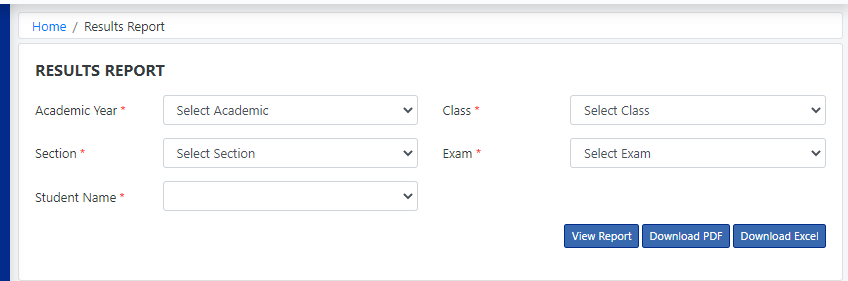 Home / Results Report
RESULTS REPORT
Academic Year * Select Academic Class * Select Class
Section * Select Section Exam * Select Exam
Student Name *
View Report Download PDF Download Excel